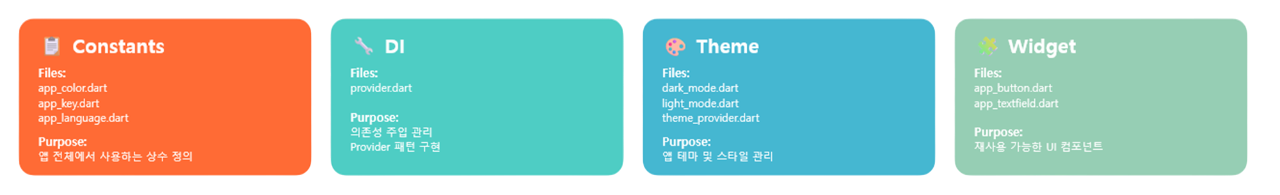 Constants
Files:
app_color.dart
app_key.dart
app_language.dart
Purpose:
앱 전체에서 사용하는 상수 정의
DI
Files:
provider.dart
Purpose:
의존성 주입 관리
Provider 패턴 구현
Theme
Files:
dark_mode.dart
light_mode.dart
theme_provider.dart
Purpose:
앱 테마 및 스타일 관리
Widget
Files:
app_button.dart
app_textfield.dart
Purpose:
재사용 가능한 UI 컴포넌트